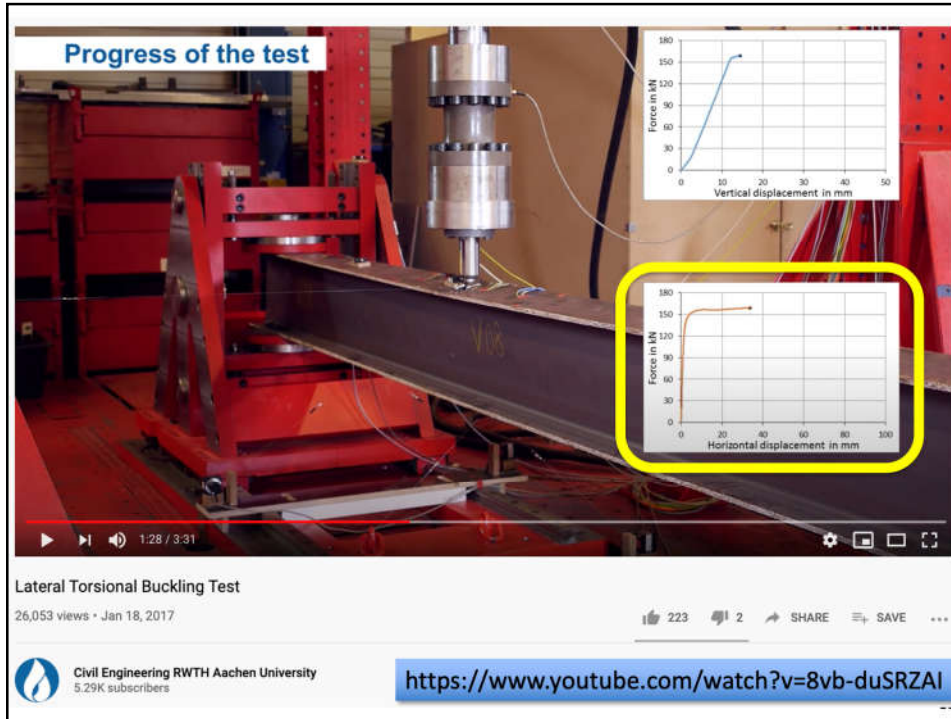 Progress of the test
180
150
120
90
60
30
0
Force in kN
0 10 20 30 40 50
Vertical displacement in mm
180
150
120
90
60
30
0
Force in kN
0 20 40 60 80 100
Horizontal displacement in mm
V08
1:28 / 3:31
Lateral Torsional Buckling Test
26,053 views • Jan 18, 2017
223 2 SHARE SAVE
Civil Engineering RWTH Aachen University
5.29K subscribers
https://www.youtube.com/watch?v=8vb-duSRZAI